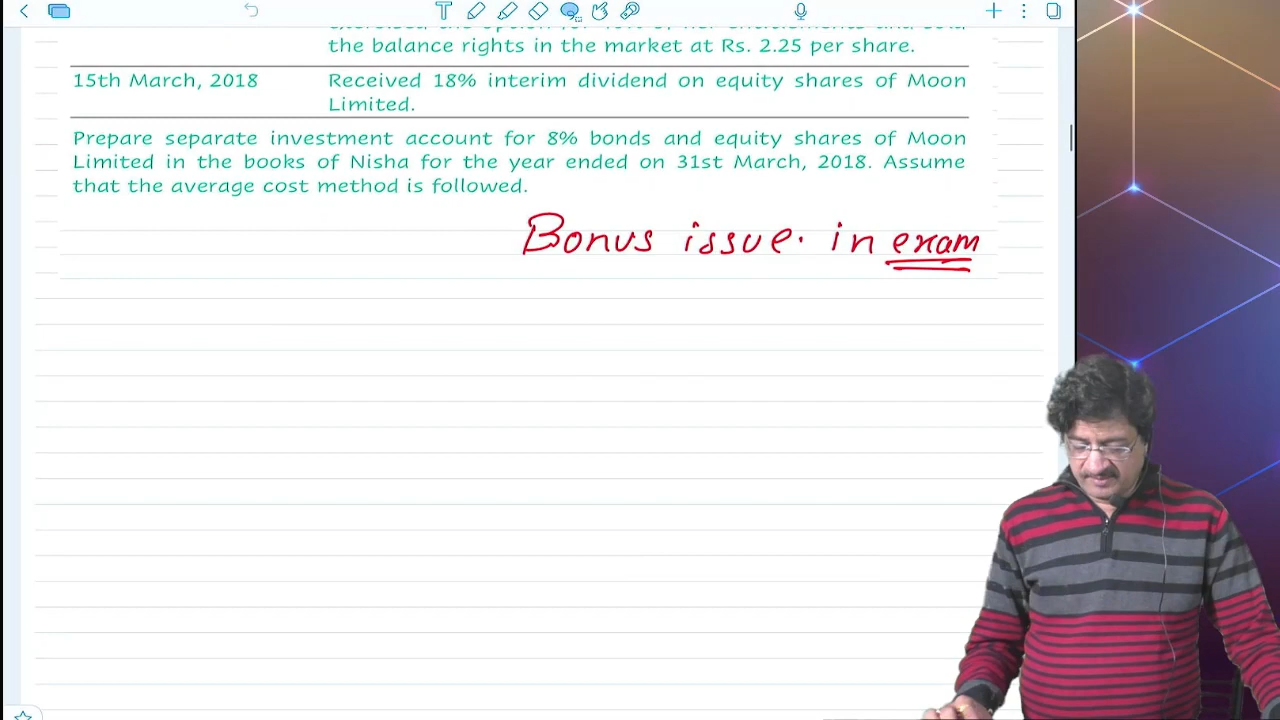 the balance rights in the market at Rs. 2.25 per share.
15th March, 2018 Received 18% interim dividend on equity shares of Moon
Limited.
Prepare separate investment account for 8% bonds and equity shares of Moon
Limited in the books of Nisha for the year ended on 31st March, 2018. Assume
that the average cost method is followed.
Bonus issue. in exam